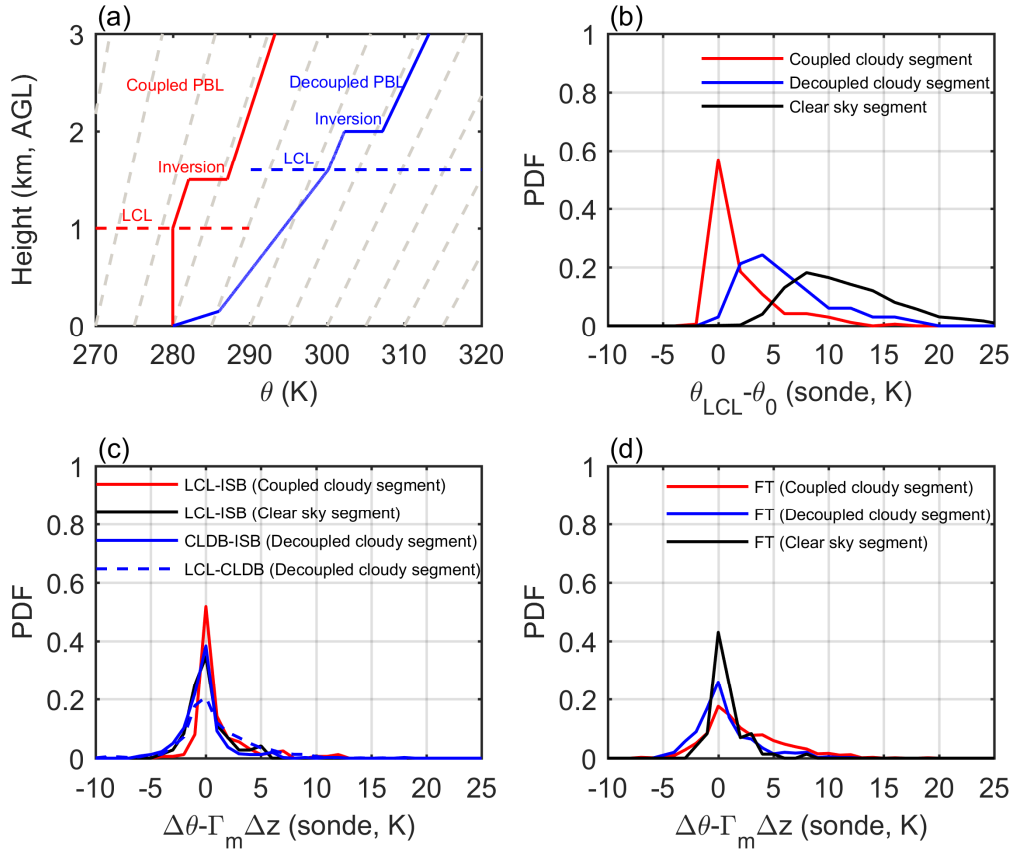 (a)
3
2
1
0
Height (km, AGL)
Coupled PBL
Decoupled PBL
Inversion
LCL
Inversion
LCL
270 280 290 300 310 320
θ (K)
(b)
1
0.8
0.6
0.4
0.2
0
PDF
Coupled cloudy segment
Decoupled cloudy segment
Clear sky segment
-10 -5 0 5 10 15 20 25
θ_LCL-θ_0 (sonde, K)
(c)
1
0.8
0.6
0.4
0.2
0
PDF
LCL-ISB (Coupled cloudy segment)
LCL-ISB (Clear sky segment)
CLDB-ISB (Decoupled cloudy segment)
LCL-CLDB (Decoupled cloudy segment)
-10 -5 0 5 10 15 20 25
Δθ-Γ_mΔz (sonde, K)
(d)
1
0.8
0.6
0.4
0.2
0
PDF
FT (Coupled cloudy segment)
FT (Decoupled cloudy segment)
FT (Clear sky segment)
-10 -5 0 5 10 15 20 25
Δθ-Γ_mΔz (sonde, K)